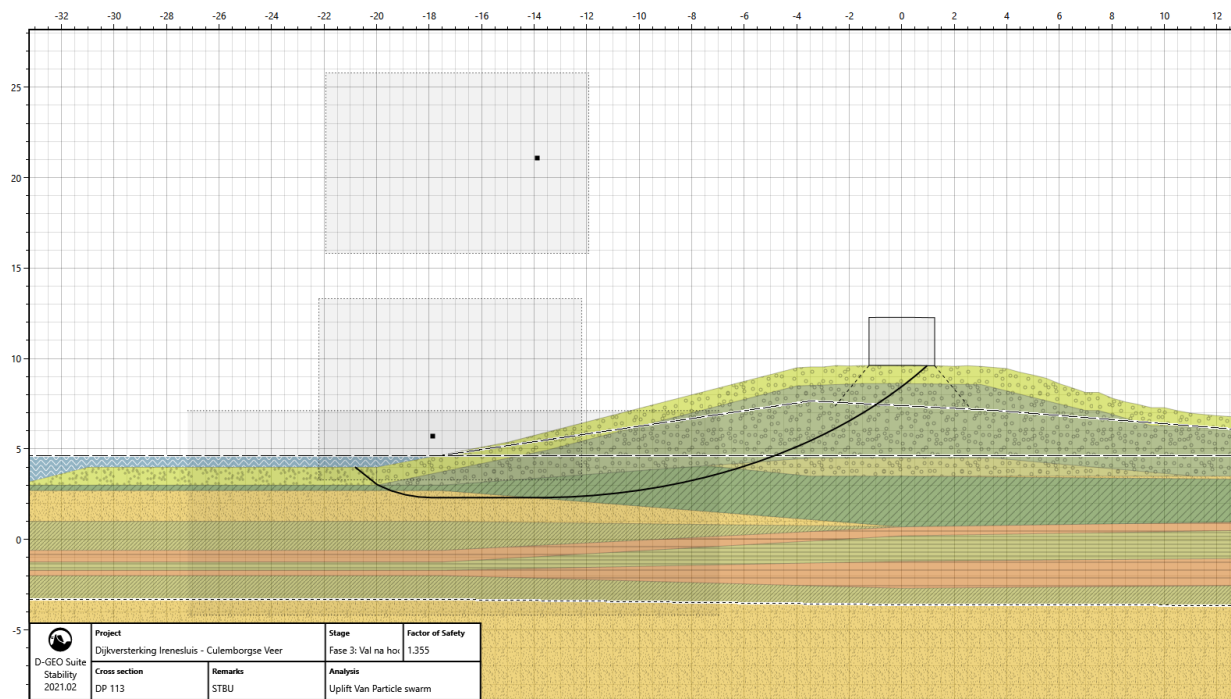 -32 -30 -28 -26 -24 -22 -20 -18 -16 -14 -12 -10 -8 -6 -4 -2 0 2 4 6 8 10 12
25
20
15
10
5
0
-5
D-GEO Suite
Stability
2021.02
Project
Dijkversterking Irenesluis - Culemborgse Veer
Stage
Fase 3: Val na hoo
Factor of Safety
1.355
Cross section
DP 113
Remarks
STBU
Analysis
Uplift Van Particle swarm